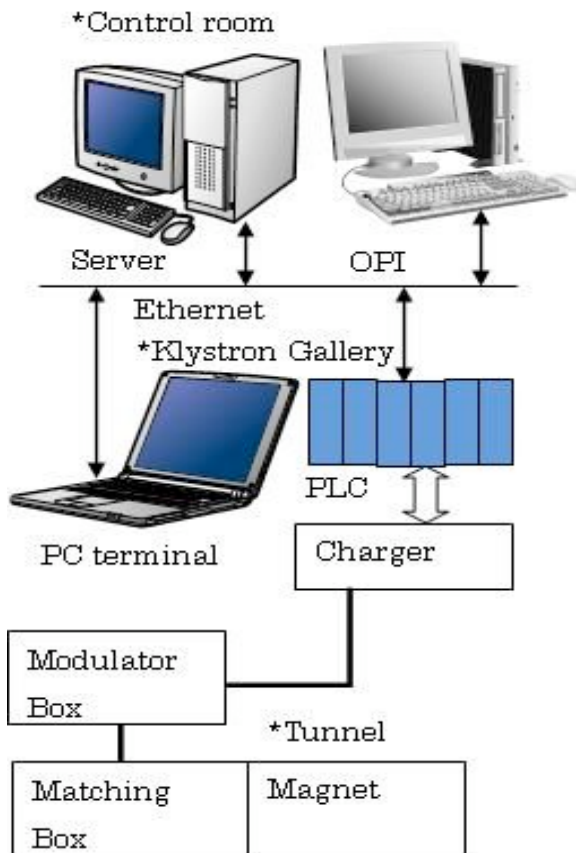 *Control room
Server
OPI
Ethernet
*Klystron Gallery
PLC
PC terminal
Charger
Modulator
Box
*Tunnel
Matching
Box
Magnet